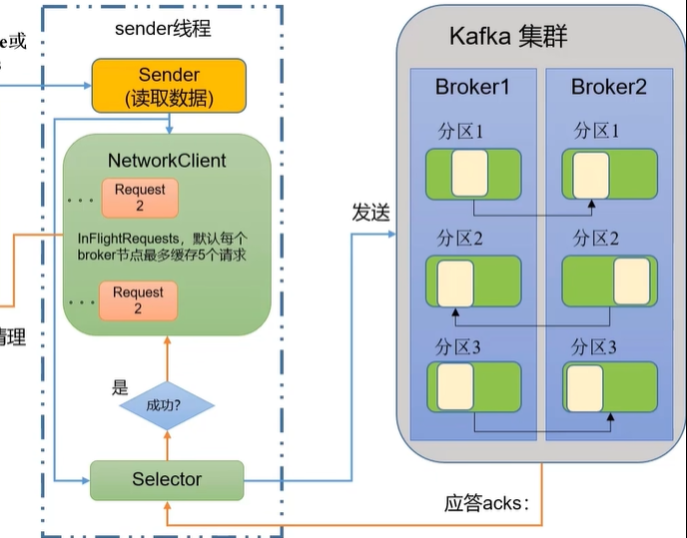 e或
sender线程
Sender
(读取数据)
NetworkClient
...
Request
2
InFlightRequests，默认每个
broker节点最多缓存5个请求
...
Request
2
清理
是
成功?
Selector
发送
Kafka 集群
Broker1
Broker2
分区1
分区1
分区2
分区2
分区3
分区3
应答acks：